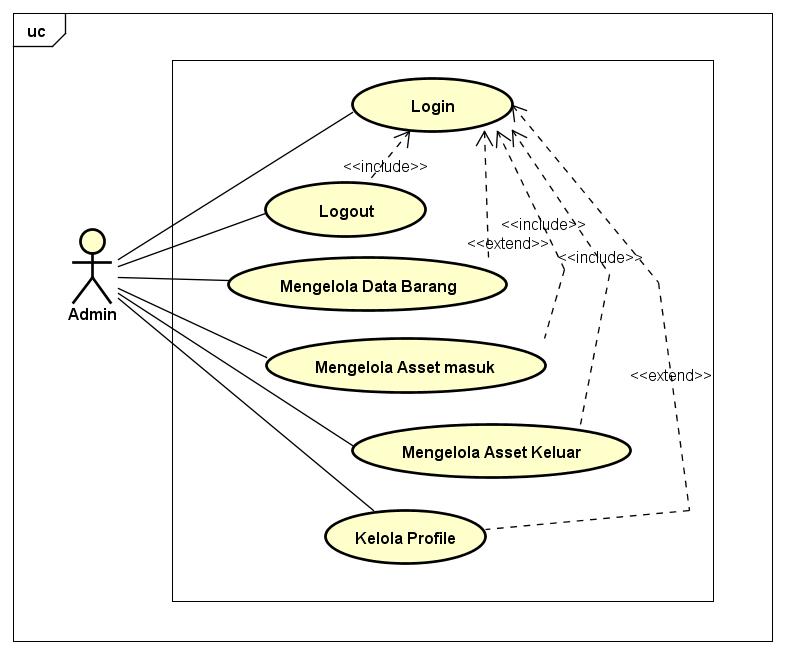 uc
Login
<<include>>
Logout
<<include>>
<<extend>>
<<include>>
Mengelola Data Barang
Admin
Mengelola Asset masuk
<<extend>>
Mengelola Asset Keluar
Kelola Profile